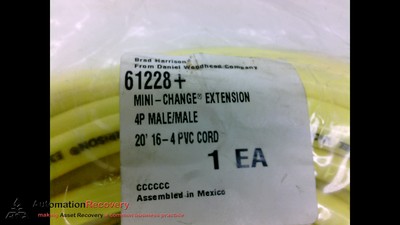 Brad Harrison®
From Daniel Woodhead Company
61228+
MINI-CHANGE® EXTENSION
4P MALE/MALE
20' 16-4 PVC CORD
1 EA
CCCCCC
Assembled in Mexico
AutomationRecovery
making Asset Recovery